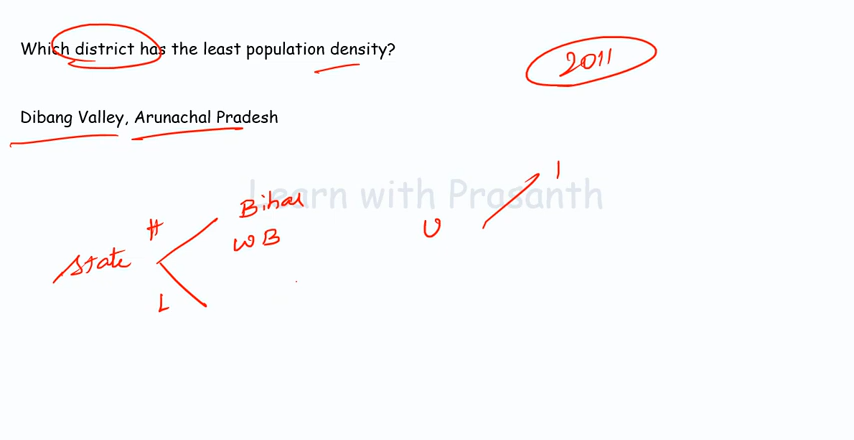 Which district has the least population density?
2011
Dibang Valley, Arunachal Pradesh
Learn with Prasanth
H Bihar
WB
State
L
U